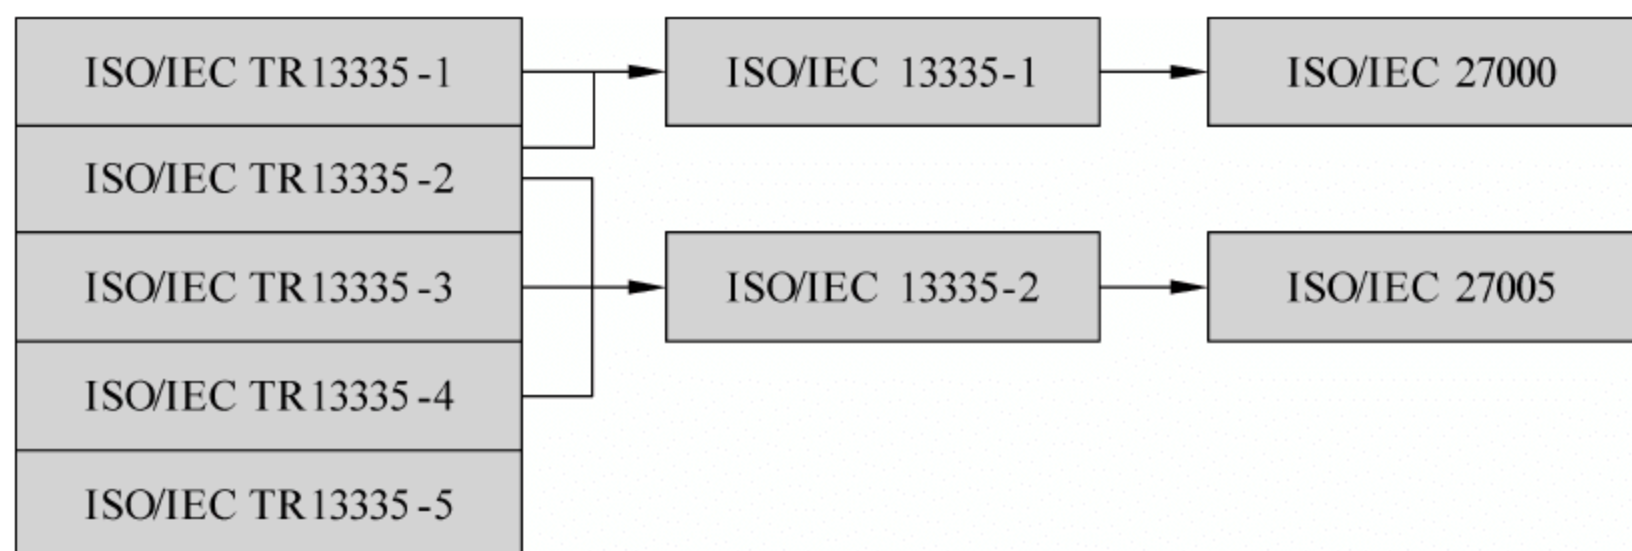 ISO/IEC TR13335-1
ISO/IEC 13335-1
ISO/IEC 27000
ISO/IEC TR13335-2
ISO/IEC TR13335-3
ISO/IEC 13335-2
ISO/IEC 27005
ISO/IEC TR13335-4
ISO/IEC TR13335-5